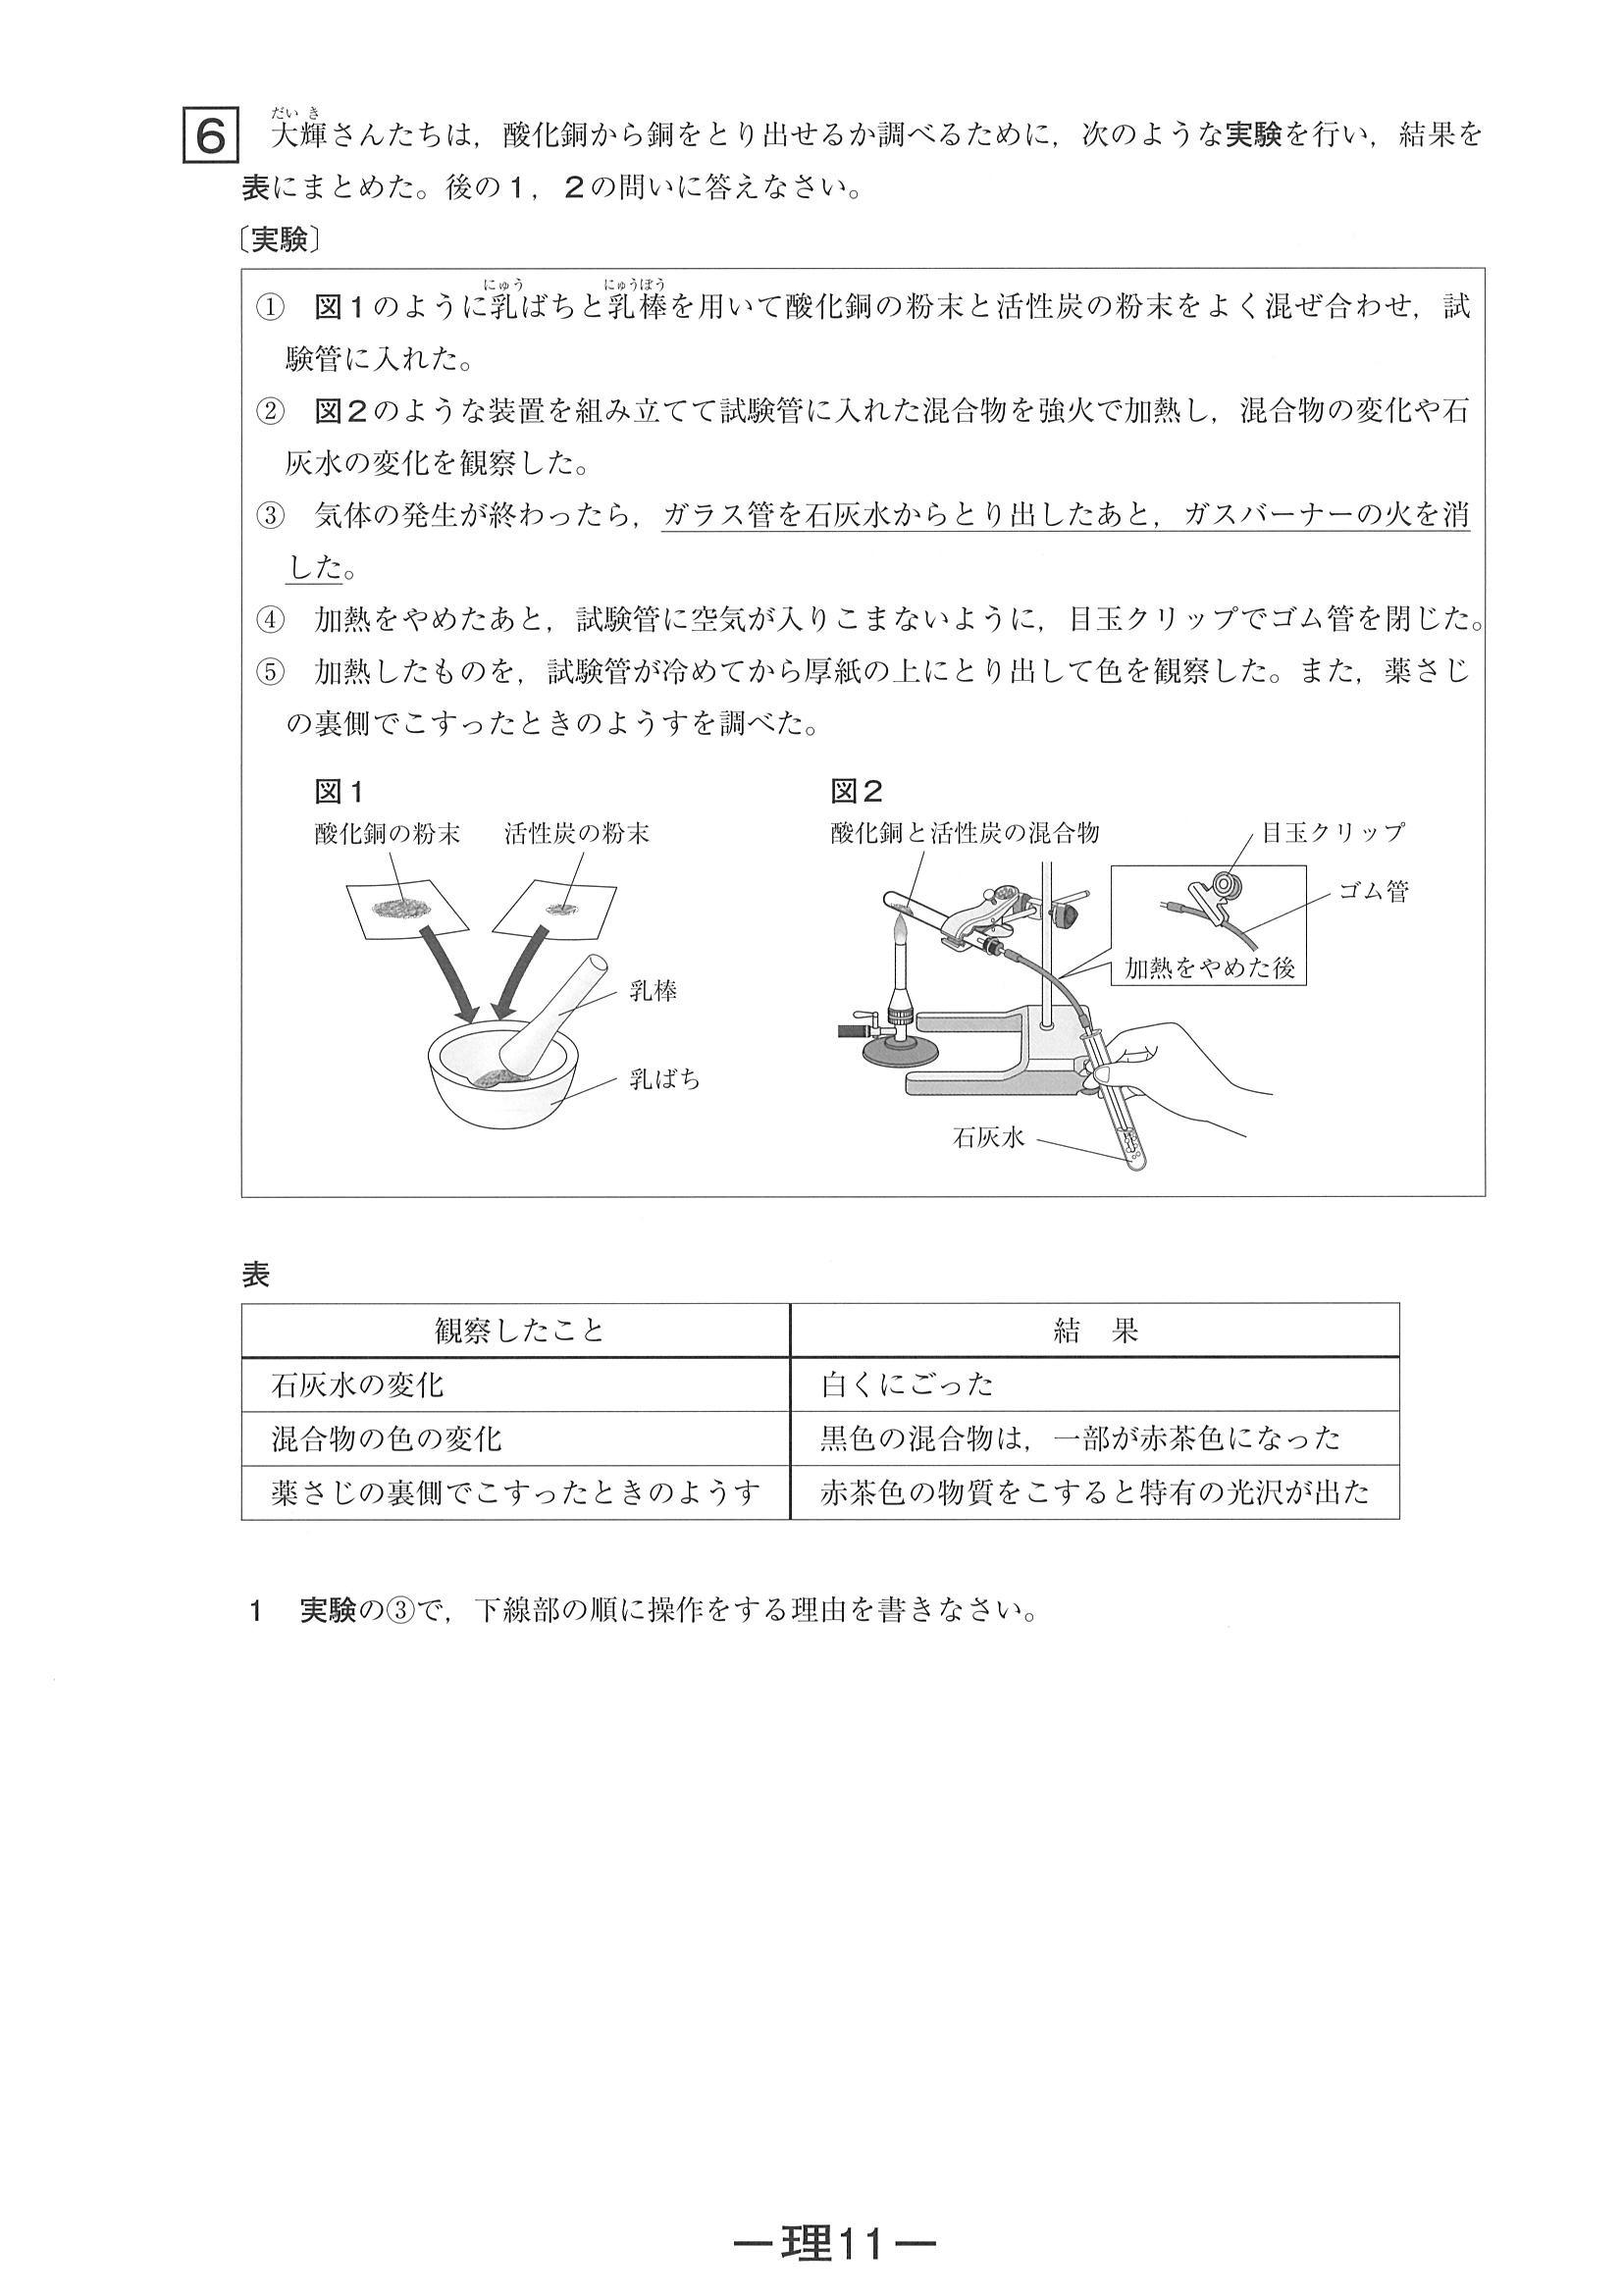 6
だいき
大輝さんたちは，酸化銅から銅をとり出せるか調べるために，次のような実験を行い，結果を
表にまとめた。後の1，2の問いに答えなさい。
〔実験〕
にゅう にゅうぼう
① 図1のように乳ばちと乳棒を用いて酸化銅の粉末と活性炭の粉末をよく混ぜ合わせ，試
験管に入れた。
② 図2のような装置を組み立てて試験管に入れた混合物を強火で加熱し，混合物の変化や石
灰水の変化を観察した。
③ 気体の発生が終わったら，ガラス管を石灰水からとり出したあと，ガスバーナーの火を消
した。
④ 加熱をやめたあと，試験管に空気が入りこまないように，目玉クリップでゴム管を閉じた。
⑤ 加熱したものを，試験管が冷めてから厚紙の上にとり出して色を観察した。また，薬さじ
の裏側でこすったときのようすを調べた。
図1
酸化銅の粉末 活性炭の粉末
乳棒
乳ばち
図2
酸化銅と活性炭の混合物
目玉クリップ
ゴム管
加熱をやめた後
石灰水
表
観察したこと 結 果
石灰水の変化 白くにごった
混合物の色の変化 黒色の混合物は，一部が赤茶色になった
薬さじの裏側でこすったときのようす 赤茶色の物質をこすると特有の光沢が出た
1 実験の③で，下線部の順に操作をする理由を書きなさい。
—理11—